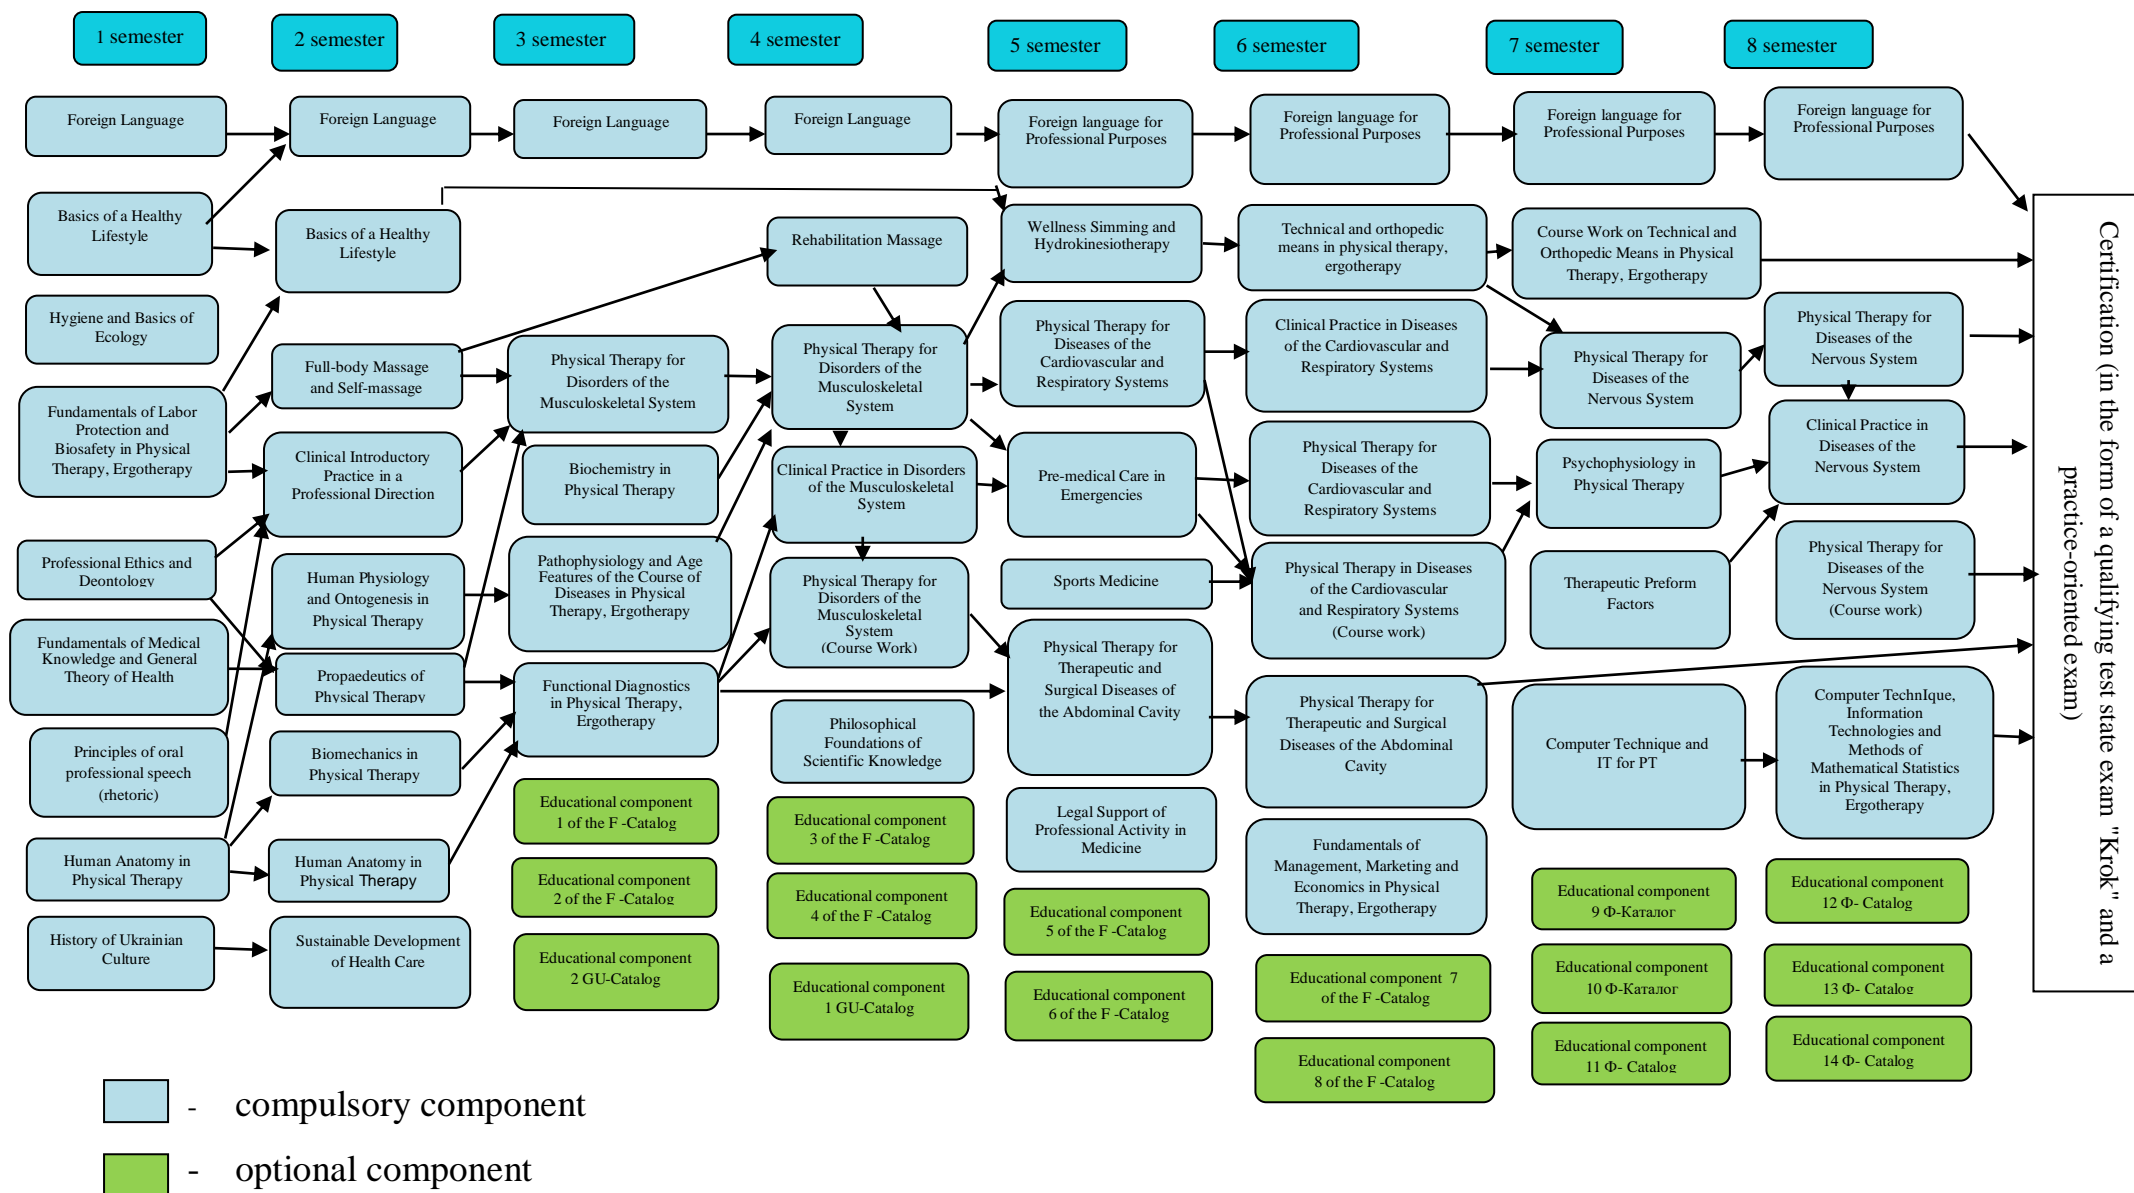 1 semester
2 semester
3 semester
4 semester
5 semester
6 semester
7 semester
8 semester
Foreign Language
Basics of a Healthy
Lifestyle
Hygiene and Basics of
Ecology
Fundamentals of Labor
Protection and
Biosafety in Physical
Therapy, Ergotherapy
Professional Ethics and
Deontology
Fundamentals of Medical
Knowledge and General
Theory of Health
Principles of oral
professional speech
(rhetoric)
Human Anatomy in
Physical Therapy
History of Ukrainian
Culture
Foreign Language
Basics of a Healthy
Lifestyle
Full-body Massage
and Self-massage
Clinical Introductory
Practice in a
Professional Direction
Human Physiology
and Ontogenesis in
Physical Therapy
Propaedeutics of
Physical Therapy
Biomechanics in
Physical Therapy
Human Anatomy in
Physical Therapy
Sustainable Development
of Health Care
Foreign Language
Physical Therapy for
Disorders of the
Musculoskeletal System
Biochemistry in
Physical Therapy
Pathophysiology and Age
Features of the Course of
Diseases in Physical
Therapy, Ergotherapy
Functional Diagnostics
in Physical Therapy,
Ergotherapy
Educational component
1 of the F -Catalog
Educational component
2 of the F -Catalog
Educational component
2 GU-Catalog
Foreign Language
Rehabilitation Massage
Physical Therapy for
Disorders of the
Musculoskeletal
System
Clinical Practice in Disorders
of the Musculoskeletal
System
Physical Therapy for
Disorders of the
Musculoskeletal
System
(Course Work)
Philosophical
Foundations of
Scientific Knowledge
Educational component
3 of the F -Catalog
Educational component
4 of the F -Catalog
Educational component
1 GU-Catalog
Foreign language for
Professional Purposes
Wellness Simming and
Hydrokinesiotherapy
Physical Therapy for
Diseases of the
Cardiovascular and
Respiratory Systems
Pre-medical Care in
Emergencies
Sports Medicine
Physical Therapy for
Therapeutic and
Surgical Diseases of
the Abdominal Cavity
Legal Support of
Professional Activity in
Medicine
Educational component
5 of the F -Catalog
Educational component
6 of the F -Catalog
Foreign language for
Professional Purposes
Technical and orthopedic
means in physical therapy,
ergotherapy
Clinical Practice in Diseases
of the Cardiovascular and
Respiratory Systems
Physical Therapy for
Diseases of the
Cardiovascular and
Respiratory Systems
Physical Therapy in Diseases
of the Cardiovascular
and Respiratory Systems
(Course work)
Physical Therapy for
Therapeutic and Surgical
Diseases of the Abdominal
Cavity
Fundamentals of
Management, Marketing and
Economics in Physical
Therapy, Ergotherapy
Educational component 7
of the F -Catalog
Educational component
8 of the F -Catalog
Foreign language for
Professional Purposes
Course Work on Technical and
Orthopedic Means in Physical
Therapy, Ergotherapy
Physical Therapy for
Diseases of the
Nervous System
Psychophysiology in
Physical Therapy
Therapeutic Preform
Factors
Computer Technique and
IT for PT
Educational component
9 Ф-Каталог
Educational component
10 Ф-Каталог
Educational component
11 Ф- Catalog
Foreign language for
Professional Purposes
Physical Therapy for
Diseases of the
Nervous System
Clinical Practice in
Diseases of the
Nervous System
Physical Therapy for
Diseases of the
Nervous System
(Course work)
Computer TechnIque,
Information
Technologies and
Methods of
Mathematical Statistics
in Physical Therapy,
Ergotherapy
Educational component
12 Ф- Catalog
Educational component
13 Ф- Catalog
Educational component
14 Ф- Catalog
Certification (in the form of a qualifying test state exam "Krok" and a
practice-oriented exam)
- compulsory component
- optional component